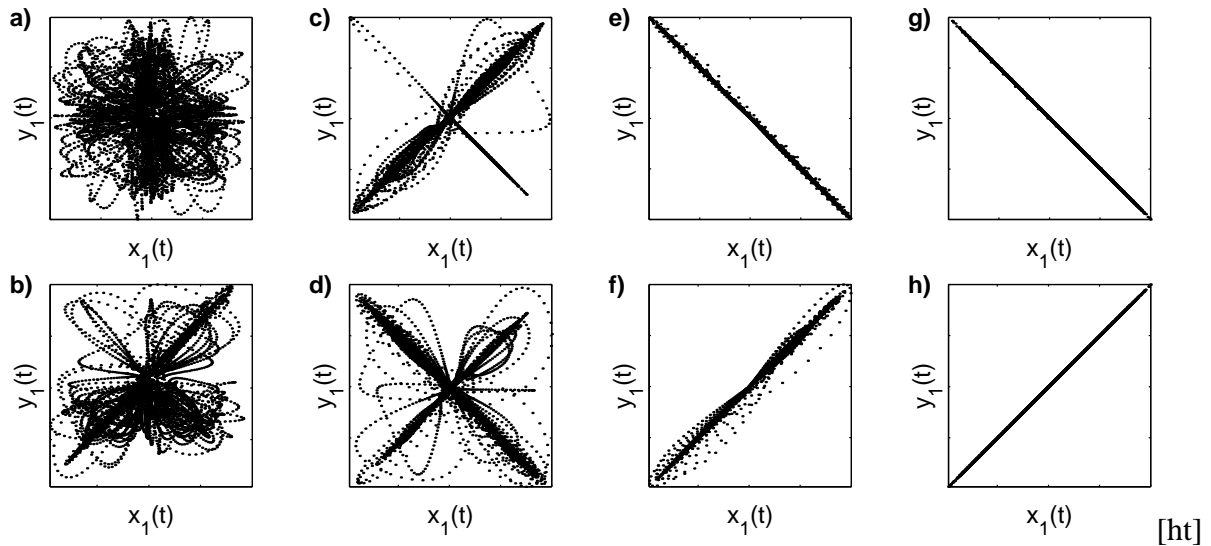 a)
y_1(t)
x_1(t)
c)
y_1(t)
x_1(t)
e)
y_1(t)
x_1(t)
g)
y_1(t)
x_1(t)
b)
y_1(t)
x_1(t)
d)
y_1(t)
x_1(t)
f)
y_1(t)
x_1(t)
h)
y_1(t)
x_1(t)
[ht]